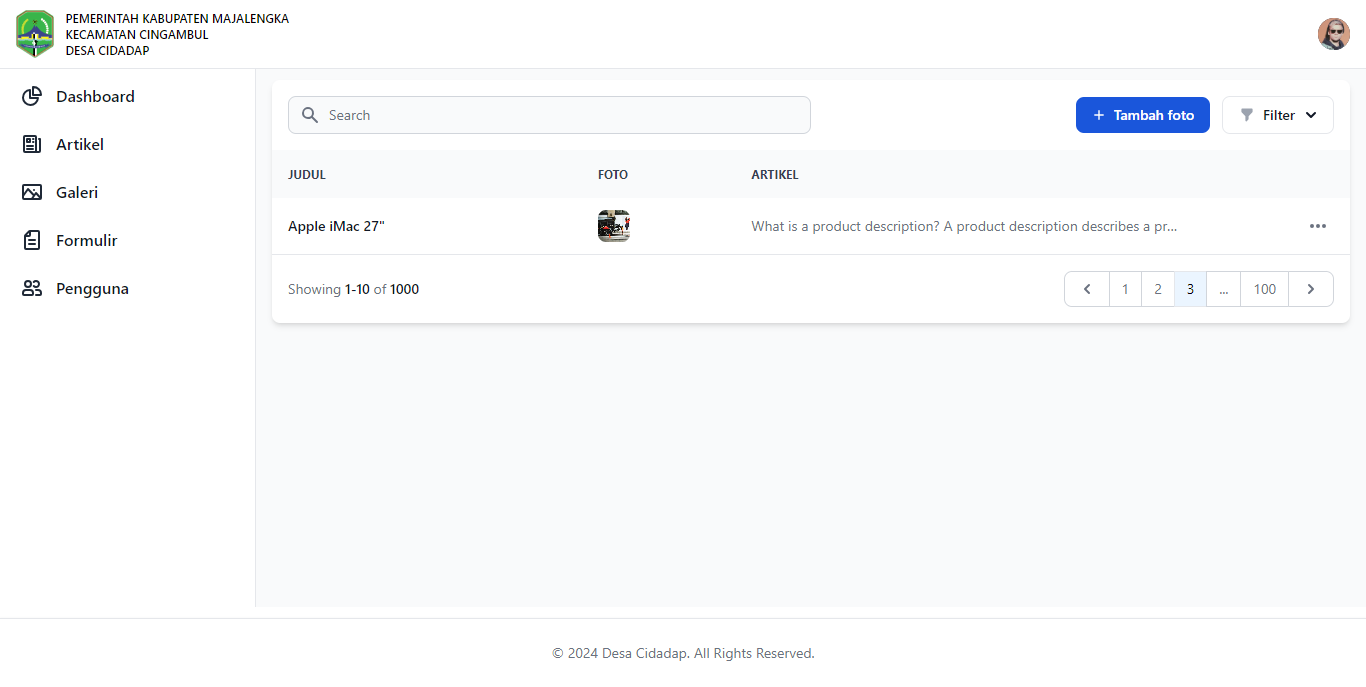 PEMERINTAH KABUPATEN MAJALENGKA
KECAMATAN CINGAMBUL
DESA CIDADAP
Dashboard
Artikel
Galeri
Formulir
Pengguna
Search
+ Tambah foto
Filter
JUDUL FOTO ARTIKEL
Apple iMac 27" What is a product description? A product description describes a pr...
Showing 1-10 of 1000
1 2 3 ... 100
© 2024 Desa Cidadap. All Rights Reserved.